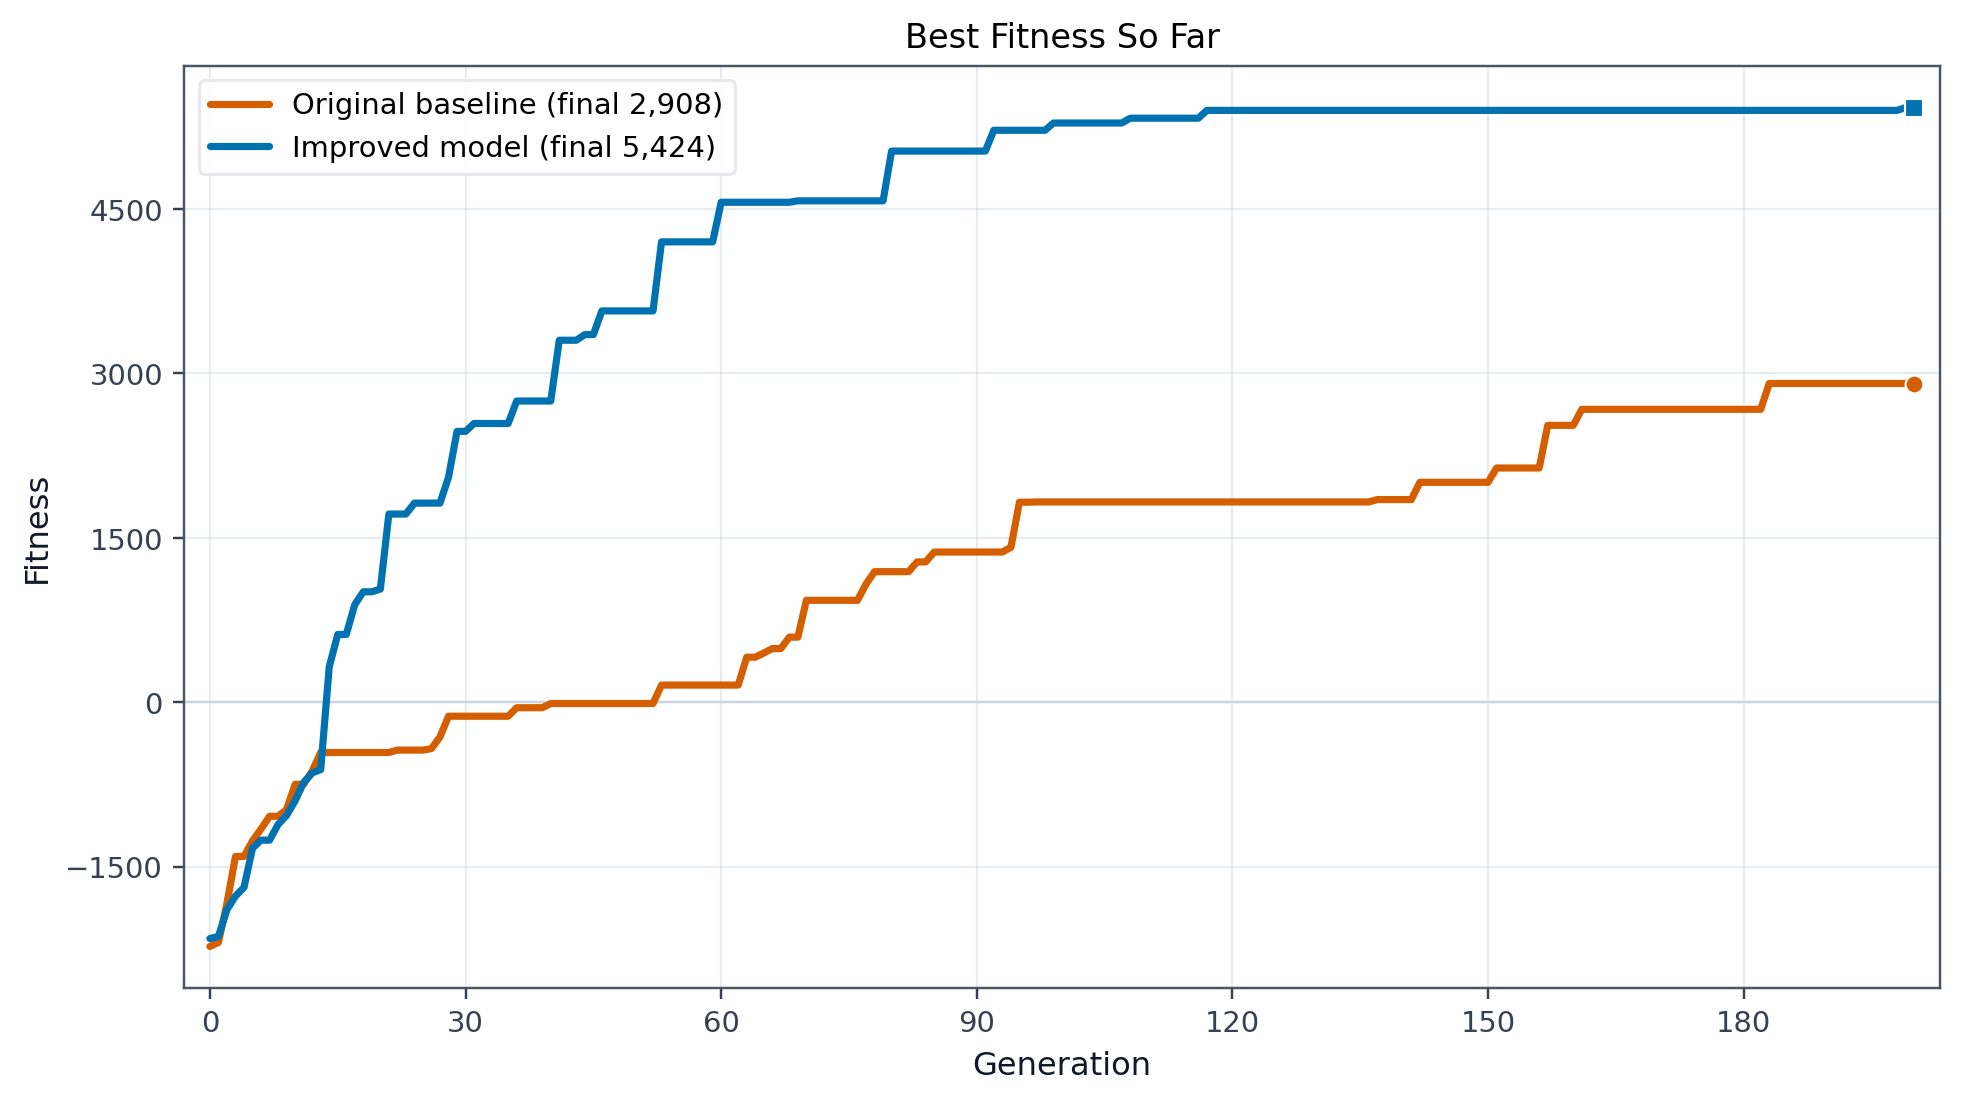 Best Fitness So Far
Original baseline (final 2,908)
Improved model (final 5,424)
4500
3000
1500
0
−1500
Fitness
0 30 60 90 120 150 180
Generation